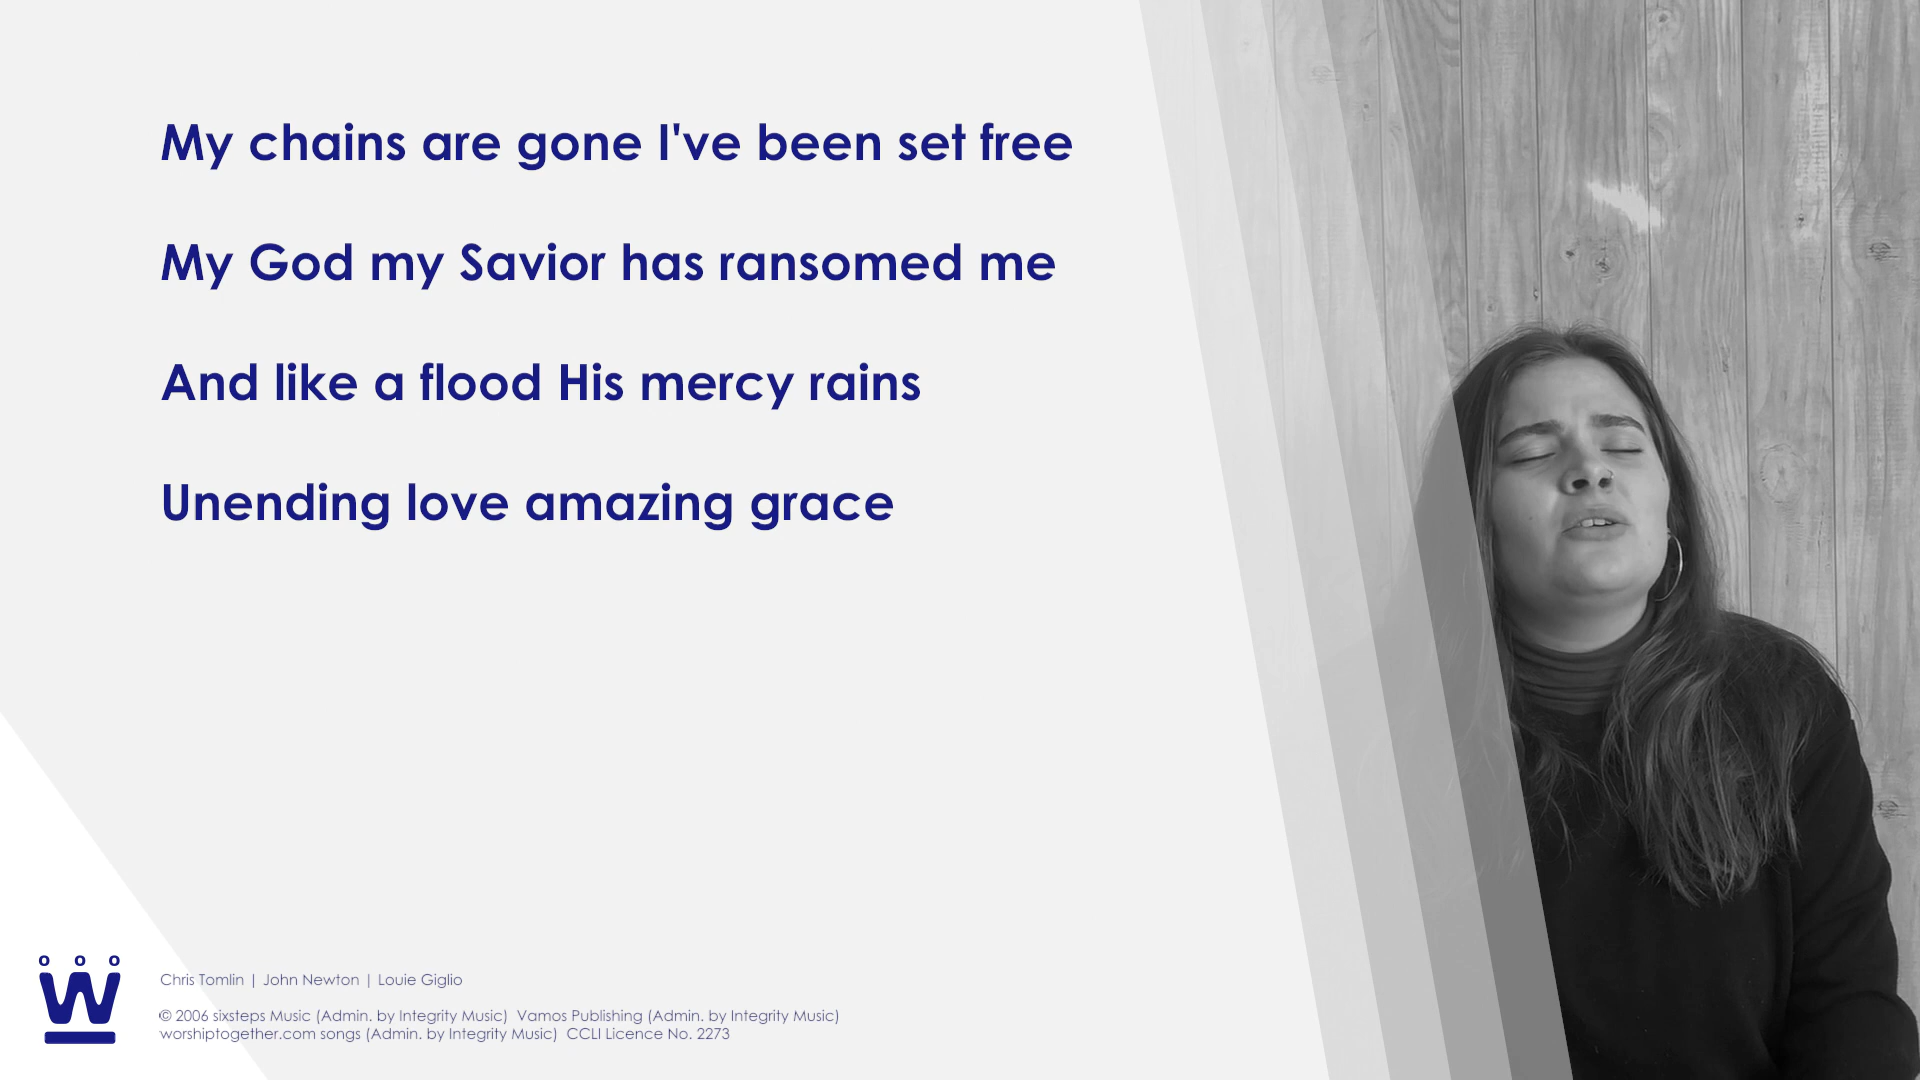 My chains are gone I've been set free
My God my Savior has ransomed me
And like a flood His mercy rains
Unending love amazing grace
W
Chris Tomlin | John Newton | Louie Giglio
© 2006 sixsteps Music (Admin. by Integrity Music)  Vamos Publishing (Admin. by Integrity Music)
worshiptogether.com songs (Admin. by Integrity Music)  CCLI Licence No. 2273